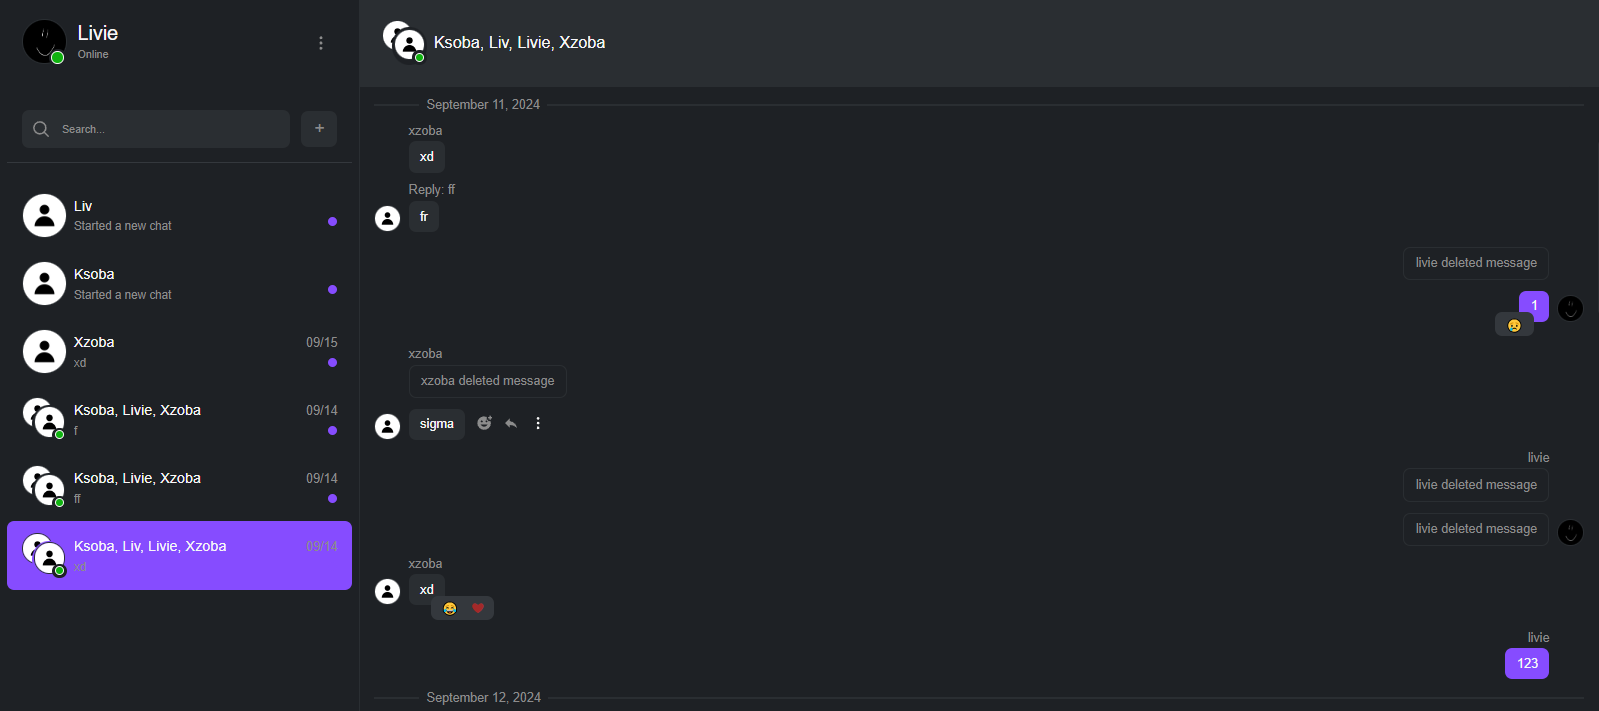 Livie
Online
Search...
+
Liv
Started a new chat
Ksoba
Started a new chat
Xzoba 09/15
xd
Ksoba, Livie, Xzoba 09/14
f
Ksoba, Livie, Xzoba 09/14
ff
Ksoba, Liv, Livie, Xzoba 09/14
xd
Ksoba, Liv, Livie, Xzoba
September 11, 2024
xzoba
xd
Reply: ff
fr
livie deleted message
1
xzoba
xzoba deleted message
sigma
livie
livie deleted message
livie deleted message
xzoba
xd
livie
123
September 12, 2024